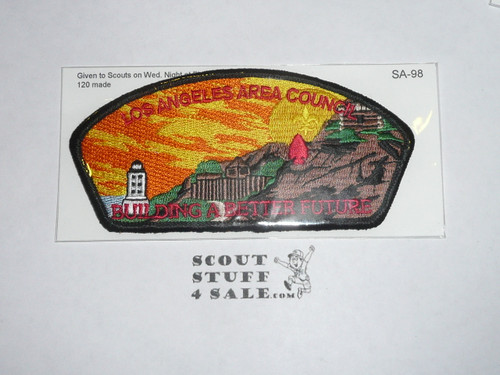 Given to Scouts on Wed. Night
120 made
SA-98
LOS ANGELES AREA COUNCIL
BUILDING A BETTER FUTURE
SCOUT
STUFF
4 SALE.COM